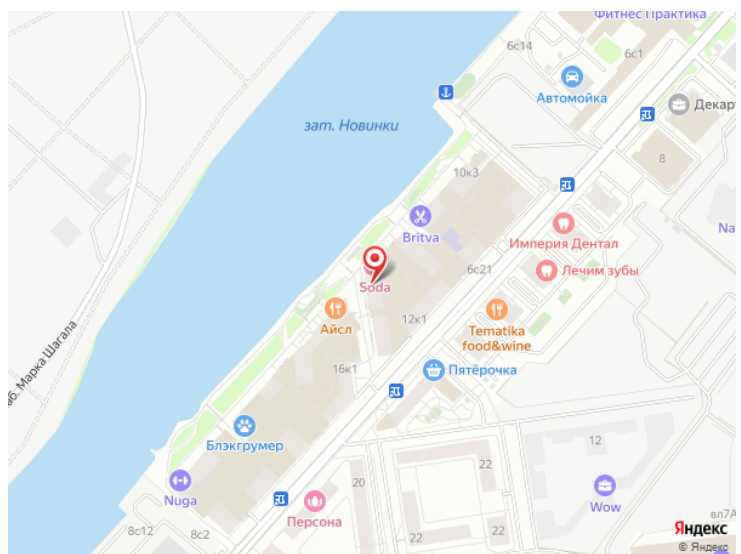 Фитнес Практика
6с14
6с1
Автомойка
Декарт
зат. Новинки
8
10к3
Britva
Империя Дентал
Na
Лечим зубы
6с21
Soda
Айсл
12к1
Tematika
food&wine
наб. Марка Шагала
16к1
Пятёрочка
Блэкгрумер
12
22
22
20
Nuga
Wow
Персона
вл7А
8с12
8с2
Яндекс
© Яндекс